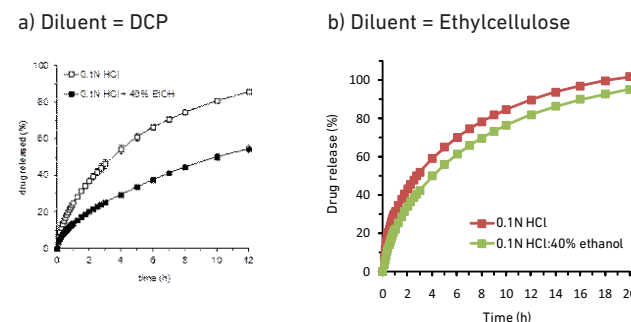 a) Diluent = DCP
100
80
60
40
20
0
drug released (%)
0.1N HCl
0.1N HCl + 40% EtOH
0 2 4 6 8 10 12
time (h)
b) Diluent = Ethylcellulose
100
80
60
40
20
0
Drug release (%)
0.1N HCl
0.1N HCl:40% ethanol
0 2 4 6 8 10 12 14 16 18 20
Time (h)